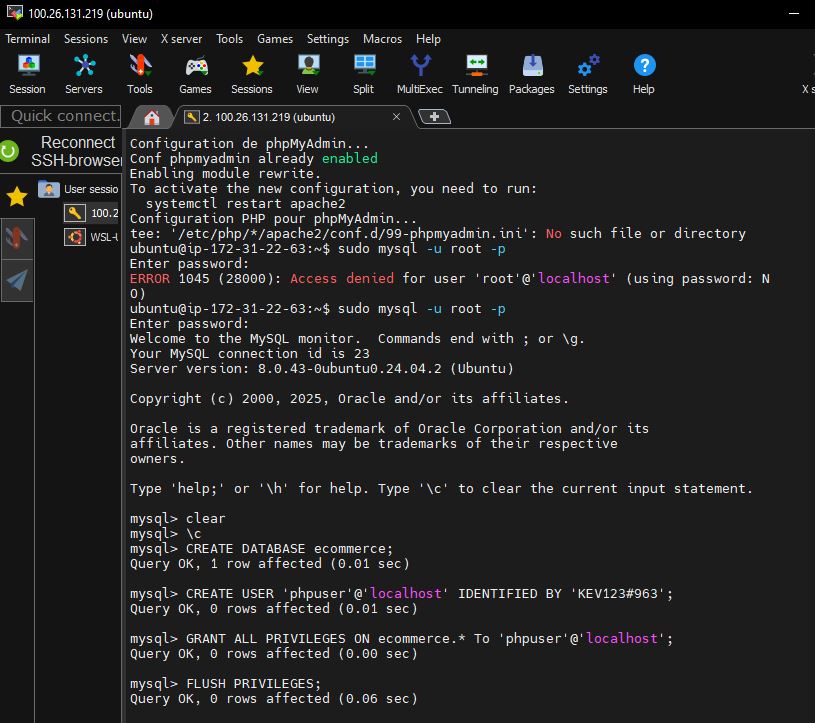 100.26.131.219 (ubuntu)
Terminal Sessions View X server Tools Games Settings Macros Help
Session Servers Tools Games Sessions View Split MultiExec Tunneling Packages Settings Help X s
Quick connect.
2. 100.26.131.219 (ubuntu)
Reconnect
SSH-browser
User sessio
100.2
WSL-U
Configuration de phpMyAdmin...
Conf phpmyadmin already enabled
Enabling module rewrite.
To activate the new configuration, you need to run:
  systemctl restart apache2
Configuration PHP pour phpMyAdmin...
tee: '/etc/php/*/apache2/conf.d/99-phpmyadmin.ini': No such file or directory
ubuntu@ip-172-31-22-63:~$ sudo mysql -u root -p
Enter password:
ERROR 1045 (28000): Access denied for user 'root'@'localhost' (using password: N
O)
ubuntu@ip-172-31-22-63:~$ sudo mysql -u root -p
Enter password:
Welcome to the MySQL monitor.  Commands end with ; or \g.
Your MySQL connection id is 23
Server version: 8.0.43-0ubuntu0.24.04.2 (Ubuntu)
Copyright (c) 2000, 2025, Oracle and/or its affiliates.
Oracle is a registered trademark of Oracle Corporation and/or its
affiliates. Other names may be trademarks of their respective
owners.
Type 'help;' or '\h' for help. Type '\c' to clear the current input statement.
mysql> clear
mysql> \c
mysql> CREATE DATABASE ecommerce;
Query OK, 1 row affected (0.01 sec)
mysql> CREATE USER 'phpuser'@'localhost' IDENTIFIED BY 'KEV123#963';
Query OK, 0 rows affected (0.01 sec)
mysql> GRANT ALL PRIVILEGES ON ecommerce.* To 'phpuser'@'localhost';
Query OK, 0 rows affected (0.00 sec)
mysql> FLUSH PRIVILEGES;
Query OK, 0 rows affected (0.06 sec)